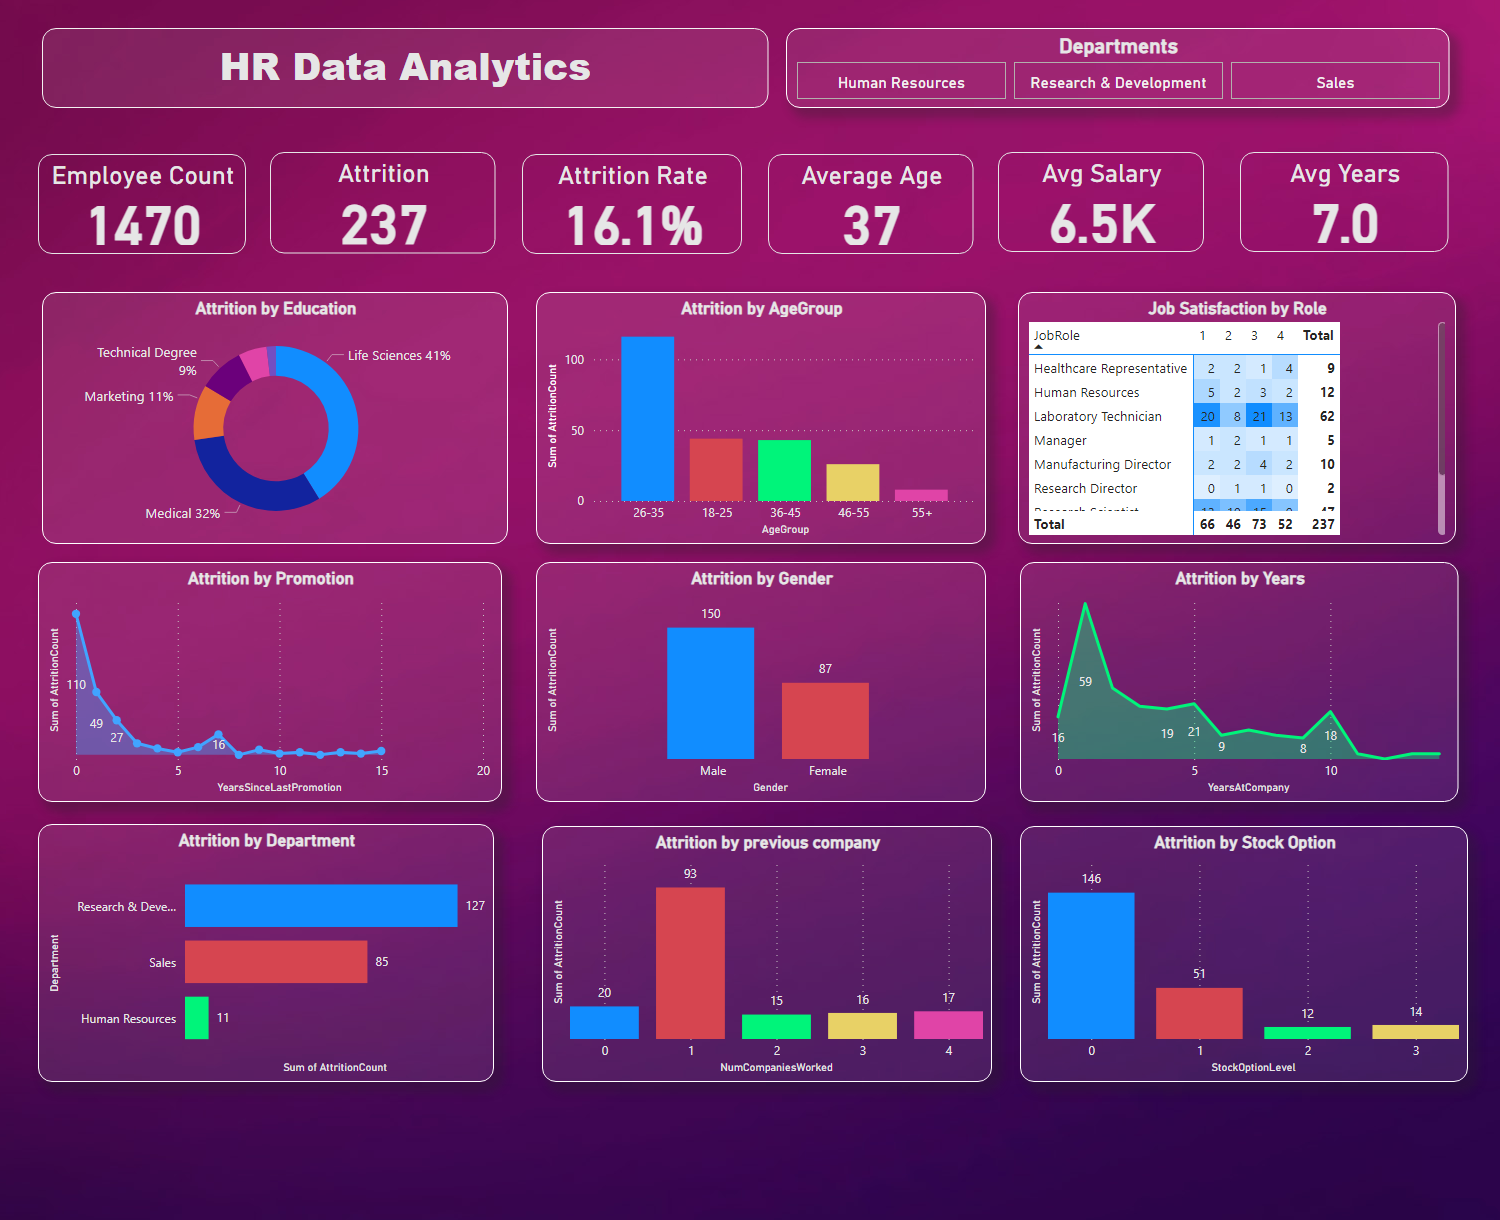 HR Data Analytics
Departments
Human Resources
Research & Development
Sales
Employee Count
1470
Attrition
237
Attrition Rate
16.1%
Average Age
37
Avg Salary
6.5K
Avg Years
7.0
Attrition by Education
Technical Degree
9%
Life Sciences 41%
Marketing 11%
Medical 32%
Attrition by AgeGroup
Sum of AttritionCount
100
50
0
26-35 18-25 36-45 46-55 55+
AgeGroup
Job Satisfaction by Role
JobRole 1 2 3 4 Total
Healthcare Representative 2 2 1 4 9
Human Resources 5 2 3 2 12
Laboratory Technician 20 8 21 13 62
Manager 1 2 1 1 5
Manufacturing Director 2 2 4 2 10
Research Director 0 1 1 0 2
Total 66 46 73 52 237
Attrition by Promotion
Sum of AttritionCount
110
49
27
16
0 5 10 15 20
YearsSinceLastPromotion
Attrition by Gender
Sum of AttritionCount
150
87
Male Female
Gender
Attrition by Years
Sum of AttritionCount
16
59
19
21
9
8
18
0 5 10
YearsAtCompany
Attrition by Department
Department
Research & Deve... 127
Sales 85
Human Resources 11
Sum of AttritionCount
Attrition by previous company
Sum of AttritionCount
20
93
15
16
17
0 1 2 3 4
NumCompaniesWorked
Attrition by Stock Option
Sum of AttritionCount
146
51
12
14
0 1 2 3
StockOptionLevel